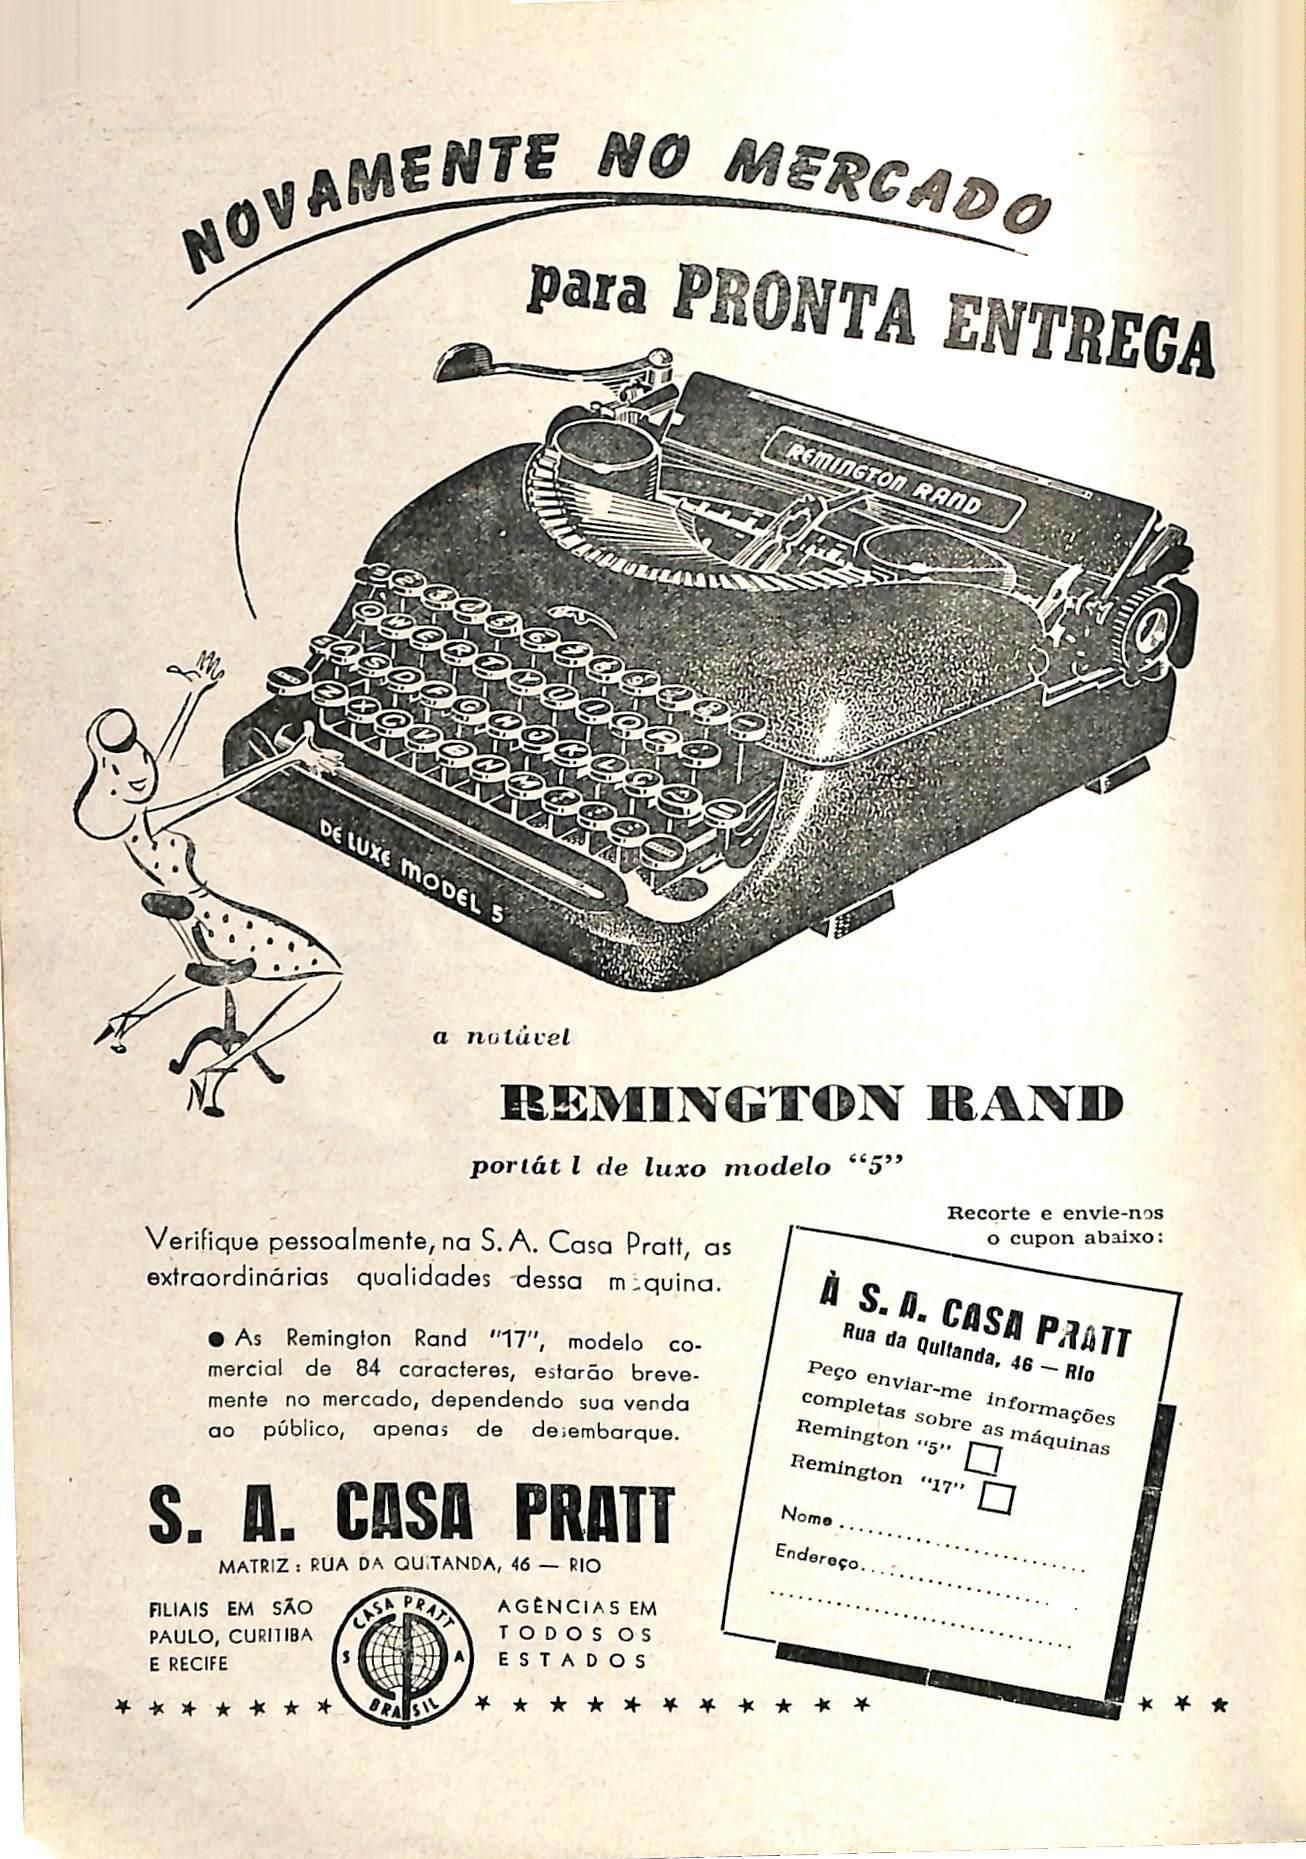 NOVAMENTE NO MERCADO
para PRONTA ENTREGA
REMINGTON RAND
DE LUXE MODEL 5
a notável
REMINGTON RAND
portát l de luxo modelo “5”
Verifique pessoalmente, na S. A. Casa Pratt, as
extraordinárias qualidades dessa máquina.
● As Remington Rand "17", modelo co-
mercial de 84 caracteres, estarão breve-
mente no mercado, dependendo sua venda
ao público, apenas de desembarque.
S. A. CASA PRATT
MATRIZ: RUA DA QUITANDA, 46 — RIO
FILIAIS EM SÃO
PAULO, CURITIBA
E RECIFE
CASA PRATT
S A
BRASIL
AGÊNCIAS EM
TODOS OS
ESTADOS
Recorte e envie-nos
o cupon abaixo:
À S. A. CASA PRATT
Rua da Quitanda, 46 — Rio
Peço enviar-me informações
completas sobre as máquinas
Remington "5"
Remington "17"
Nome
Endereço